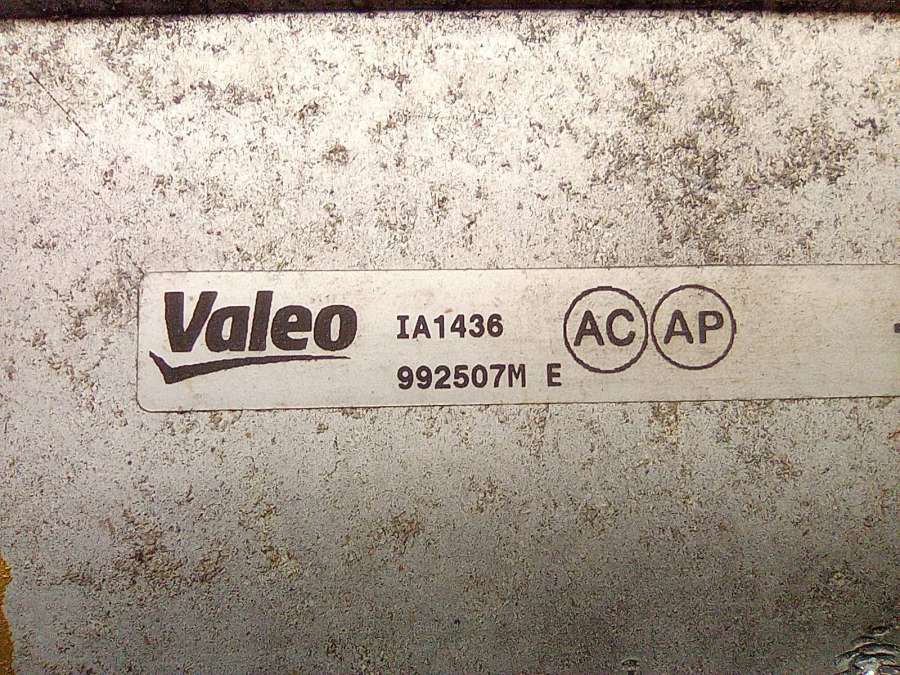 Valeo
IA1436
992507M E
AC
AP